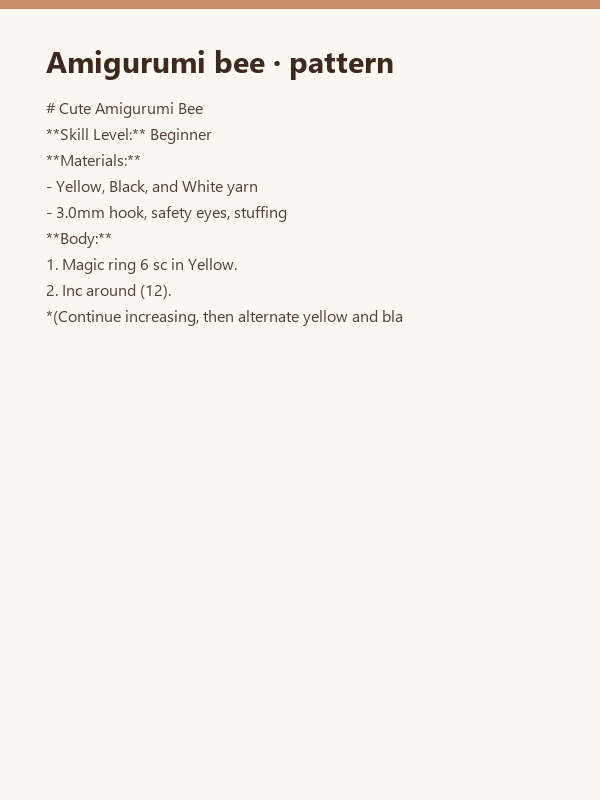 Amigurumi bee · pattern
# Cute Amigurumi Bee
**Skill Level:** Beginner
**Materials:**
- Yellow, Black, and White yarn
- 3.0mm hook, safety eyes, stuffing
**Body:**
1. Magic ring 6 sc in Yellow.
2. Inc around (12).
*(Continue increasing, then alternate yellow and bla